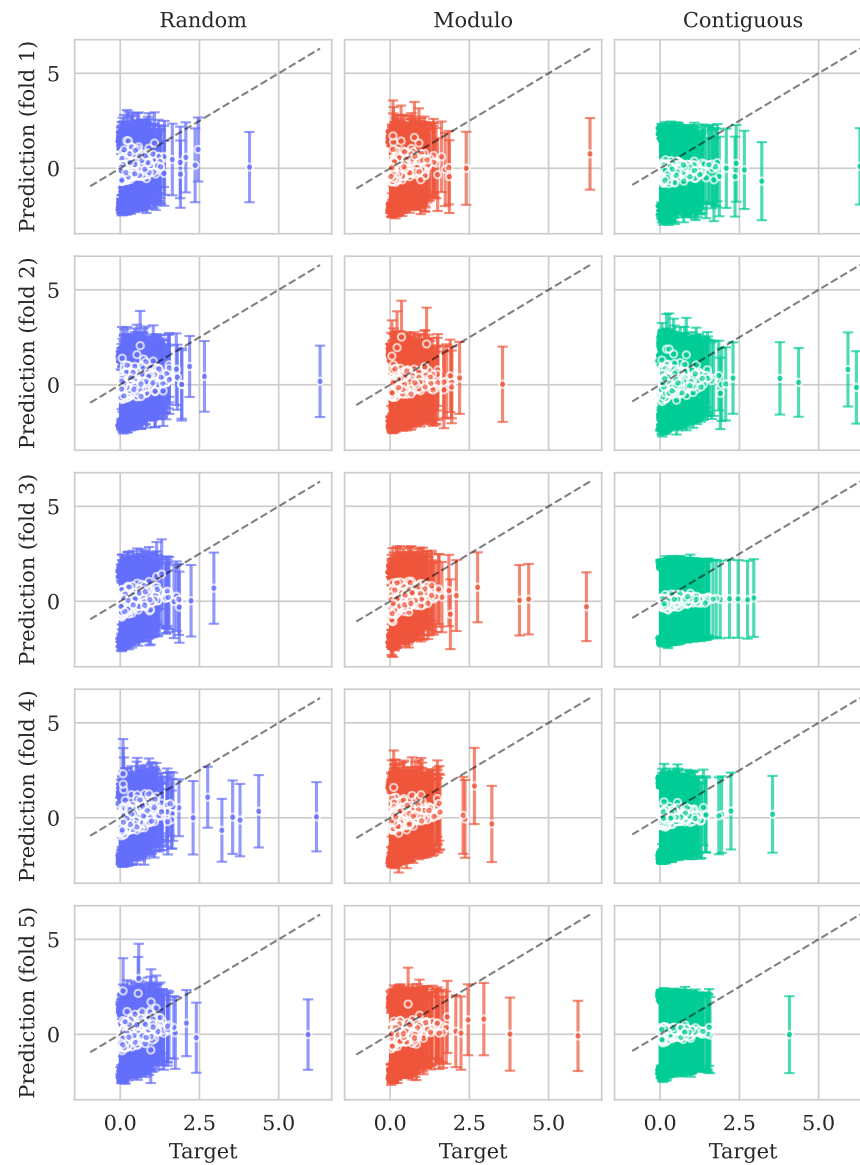 Random Modulo Contiguous
Prediction (fold 1)
5
0
Prediction (fold 2)
5
0
Prediction (fold 3)
5
0
Prediction (fold 4)
5
0
Prediction (fold 5)
5
0
0.0 2.5 5.0 0.0 2.5 5.0 0.0 2.5 5.0
Target Target Target